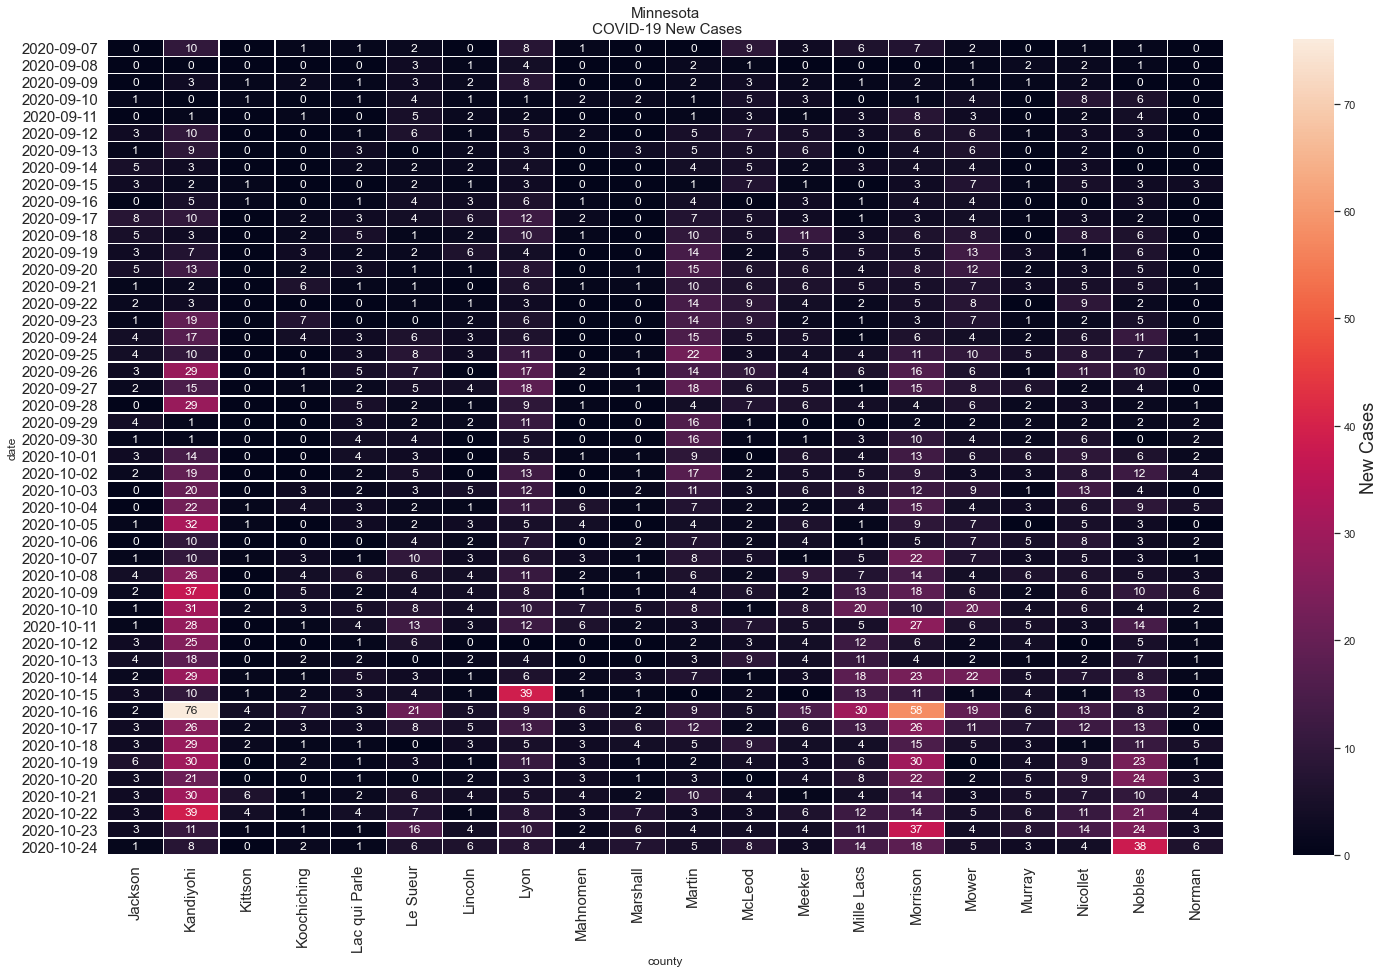 Minnesota
COVID-19 New Cases
2020-09-07 0 10 0 1 1 2 0 8 1 0 0 9 3 6 7 2 0 1 1 0
2020-09-08 0 0 0 0 0 3 1 4 0 0 2 1 0 0 0 1 2 2 1 0
2020-09-09 0 3 1 2 1 3 2 8 0 0 2 3 2 1 2 1 1 2 0 0
2020-09-10 1 0 1 0 1 4 1 1 2 2 1 5 3 0 1 4 0 8 6 0
2020-09-11 0 1 0 1 0 5 2 2 0 0 1 3 1 3 8 3 0 2 4 0
2020-09-12 3 10 0 0 1 6 1 5 2 0 5 7 5 3 6 6 1 3 3 0
2020-09-13 1 9 0 0 3 0 2 3 0 3 5 5 6 0 4 6 0 2 0 0
2020-09-14 5 3 0 0 2 2 2 4 0 0 4 5 2 3 4 4 0 3 0 0
2020-09-15 3 2 1 0 0 2 1 3 0 0 1 7 1 0 3 7 1 5 3 3
2020-09-16 0 5 1 0 1 4 3 6 1 0 4 0 3 1 4 4 0 0 3 0
2020-09-17 8 10 0 2 3 4 6 12 2 0 7 5 3 1 3 4 1 3 2 0
2020-09-18 5 3 0 2 5 1 2 10 1 0 10 5 11 3 6 8 0 8 6 0
2020-09-19 3 7 0 3 2 2 6 4 0 0 14 2 5 5 5 13 3 1 6 0
2020-09-20 5 13 0 2 3 1 1 8 0 1 15 6 6 4 8 12 2 3 5 0
2020-09-21 1 2 0 6 1 1 0 6 1 1 10 6 6 5 5 7 3 5 5 1
2020-09-22 2 3 0 0 0 1 1 3 0 0 14 9 4 2 5 8 0 9 2 0
2020-09-23 1 19 0 7 0 0 2 6 0 0 14 9 2 1 3 7 1 2 5 0
2020-09-24 4 17 0 4 3 6 3 6 0 0 15 5 5 1 6 4 2 6 11 1
2020-09-25 4 10 0 0 3 8 3 11 0 1 22 3 4 4 11 10 5 8 7 1
2020-09-26 3 29 0 1 5 7 0 17 2 1 14 10 4 6 16 6 1 11 10 0
2020-09-27 2 15 0 1 2 5 4 18 0 1 18 6 5 1 15 8 6 2 4 0
2020-09-28 0 29 0 0 5 2 1 9 1 0 4 7 6 4 4 6 2 3 2 1
2020-09-29 4 1 0 0 3 2 2 11 0 0 16 1 0 0 2 2 2 2 2 2
2020-09-30 1 1 0 0 4 4 0 5 0 0 16 1 1 3 10 4 2 6 0 2
2020-10-01 3 14 0 0 4 3 0 5 1 1 9 0 6 4 13 6 6 9 6 2
2020-10-02 2 19 0 0 2 5 0 13 0 1 17 2 5 5 9 3 3 8 12 4
2020-10-03 0 20 0 3 2 3 5 12 0 2 11 3 6 8 12 9 1 13 4 0
2020-10-04 0 22 1 4 3 2 1 11 6 1 7 2 2 4 15 4 3 6 9 5
2020-10-05 1 32 1 0 3 2 3 5 4 0 4 2 6 1 9 7 0 5 3 0
2020-10-06 0 10 0 0 0 4 2 7 0 2 7 2 4 1 5 7 5 8 3 2
2020-10-07 1 10 1 3 1 10 3 6 3 1 8 5 1 5 22 7 3 5 3 1
2020-10-08 4 26 0 4 6 6 4 11 2 1 6 2 9 7 14 4 6 6 5 3
2020-10-09 2 37 0 5 2 4 4 8 1 1 4 6 2 13 18 6 2 6 10 6
2020-10-10 1 31 2 3 5 8 4 10 7 5 8 1 8 20 10 20 4 6 4 2
2020-10-11 1 28 0 1 4 13 3 12 6 2 3 7 5 5 27 6 5 3 14 1
2020-10-12 3 25 0 0 1 6 0 0 0 0 2 3 4 12 6 2 4 0 5 1
2020-10-13 4 18 0 2 2 0 2 4 0 0 3 9 4 11 4 2 1 2 7 1
2020-10-14 2 29 1 1 5 3 1 6 2 3 7 1 3 18 23 22 5 7 8 1
2020-10-15 3 10 1 2 3 4 1 39 1 1 0 2 0 13 11 1 4 1 13 0
2020-10-16 2 76 4 7 3 21 5 9 6 2 9 5 15 30 58 19 6 13 8 2
2020-10-17 3 26 2 3 3 8 5 13 3 6 12 2 6 13 26 11 7 12 13 0
2020-10-18 3 29 2 1 1 0 3 5 3 4 5 9 4 4 15 5 3 1 11 5
2020-10-19 6 30 0 2 1 3 1 11 3 1 2 4 3 6 30 0 4 9 23 1
2020-10-20 3 21 0 0 1 0 2 3 3 1 3 0 4 8 22 2 5 9 24 3
2020-10-21 3 30 6 1 2 6 4 5 4 2 10 4 1 4 14 3 5 7 10 4
2020-10-22 3 39 4 1 4 7 1 8 3 7 3 3 6 12 14 5 6 11 21 4
2020-10-23 3 11 1 1 1 16 4 10 2 6 4 4 4 11 37 4 8 14 24 3
2020-10-24 1 8 0 2 1 6 6 8 4 7 5 8 3 14 18 5 3 4 38 6
date
Jackson Kandiyohi Kittson Koochiching Lac qui Parle Le Sueur Lincoln Lyon Mahnomen Marshall Martin McLeod Meeker Mille Lacs Morrison Mower Murray Nicollet Nobles Norman
county
70
60
50
40
30
20
10
0
New Cases